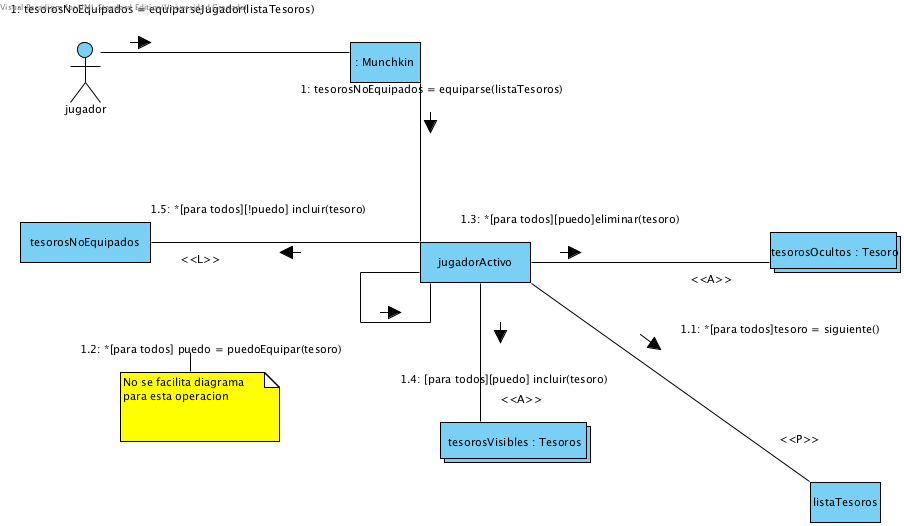 1: tesorosNoEquipados = equiparseJugador(listaTesoros)
: Munchkin
1: tesorosNoEquipados = equiparse(listaTesoros)
jugador
1.5: *[para todos][!puedo] incluir(tesoro)
1.3: *[para todos][puedo]eliminar(tesoro)
tesorosNoEquipados
<<L>>
jugadorActivo
tesorosOcultos : Tesoro
<<A>>
1.1: *[para todos]tesoro = siguiente()
1.2: *[para todos] puedo = puedoEquipar(tesoro)
No se facilita diagrama
para esta operacion
1.4: [para todos][puedo] incluir(tesoro)
<<A>>
tesorosVisibles : Tesoros
<<P>>
listaTesoros